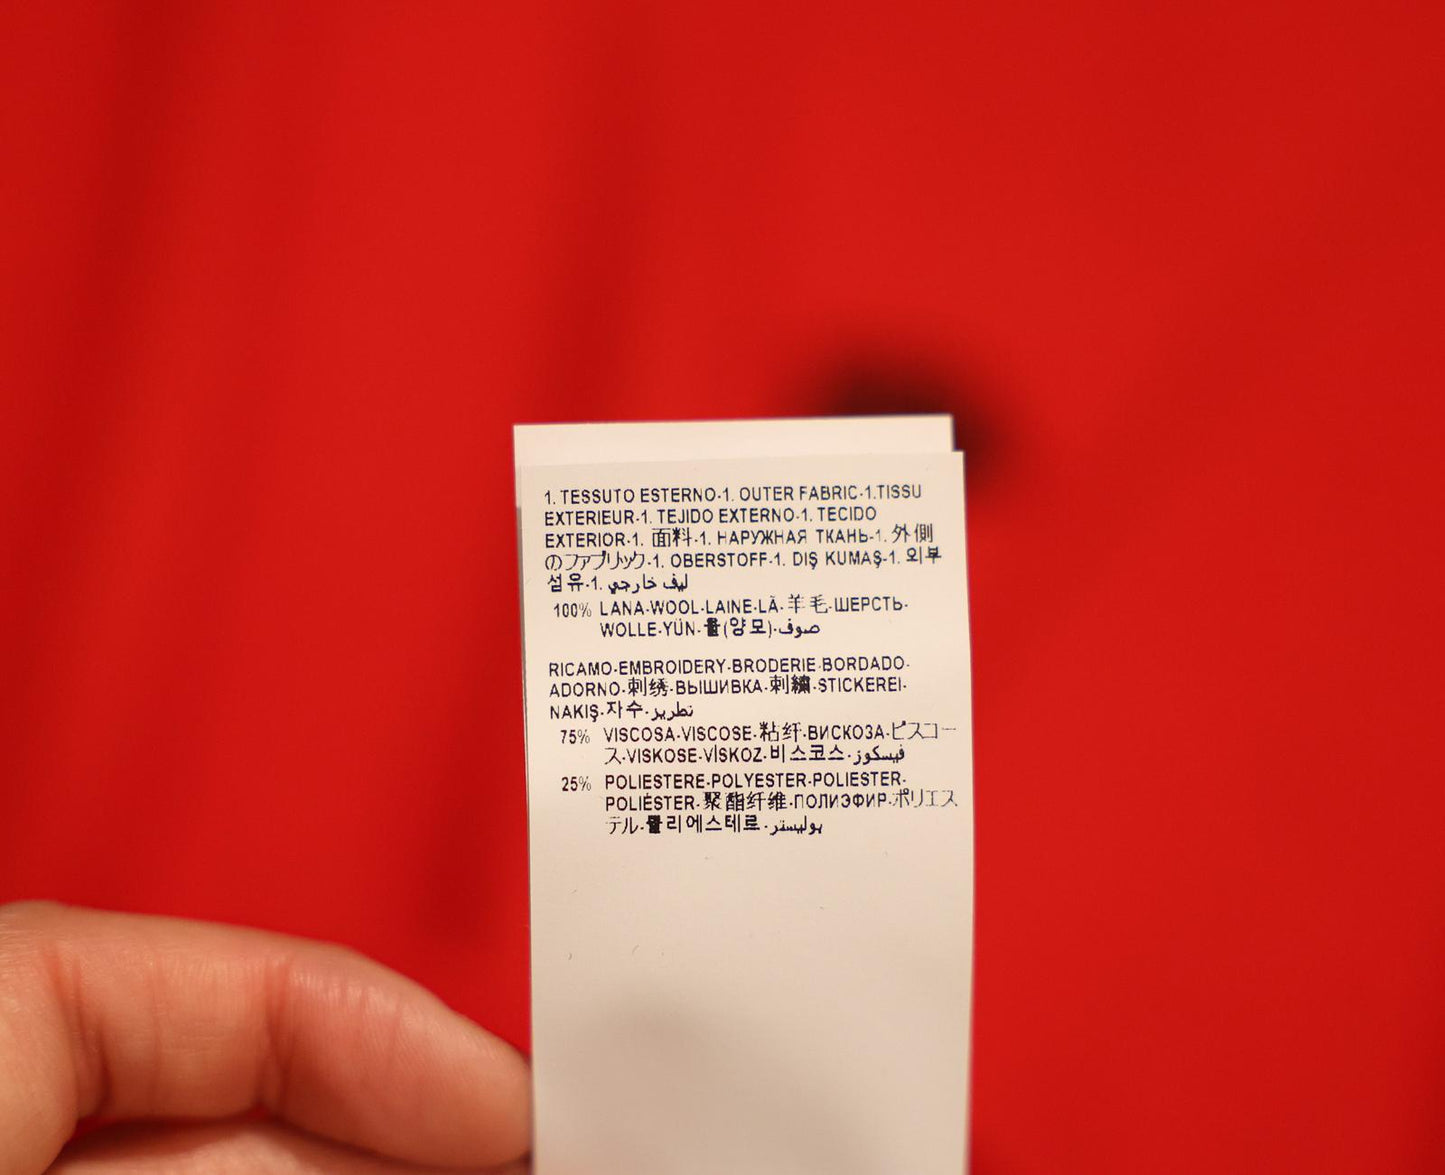 1. TESSUTO ESTERNO-1. OUTER FABRIC-1.TISSU
EXTERIEUR-1. TEJIDO EXTERNO-1. TECIDO
EXTERIOR-1. 面料-1. НАРУЖНАЯ ТКАНЬ-1. 外側
のファブリック-1. OBERSTOFF-1. DIŞ KUMAŞ-1. 외부
섬유-1. ليف خارجي
100% LANA-WOOL-LAINE-LÃ-羊毛-ШЕРСТЬ-
WOLLE-YÜN-울(양모)-صوف
RICAMO-EMBROIDERY-BRODERIE-BORDADO-
ADORNO-刺绣-ВЫШИВКА-刺繍-STICKEREI-
NAKIŞ-자수-تطريز
75% VISCOSA-VISCOSE-粘纤-ВИСКОЗА-ビスコー
ス-VISKOSE-VİSKOZ-비스코스-فيسكوز
25% POLIESTERE-POLYESTER-POLIESTER-
POLIÉSTER-聚酯纤维-ПОЛИЭФИР-ポリエス
テル-폴리에스테르-بوليستر